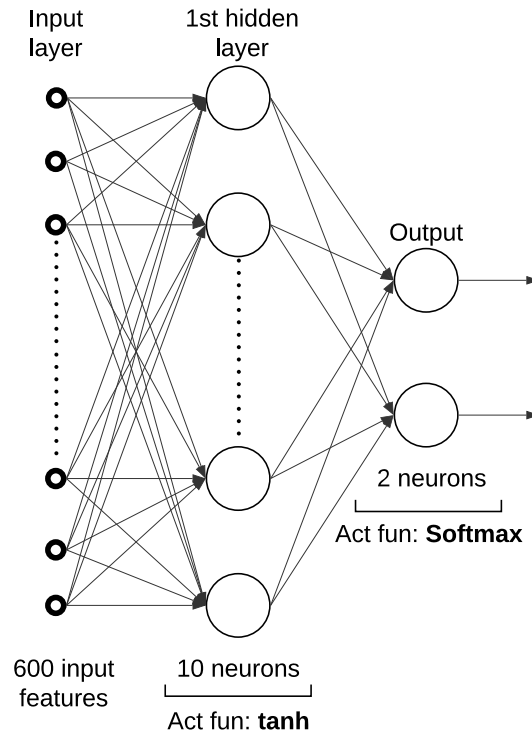 Input
layer
1st hidden
layer
Output
2 neurons
Act fun: Softmax
600 input
features
10 neurons
Act fun: tanh